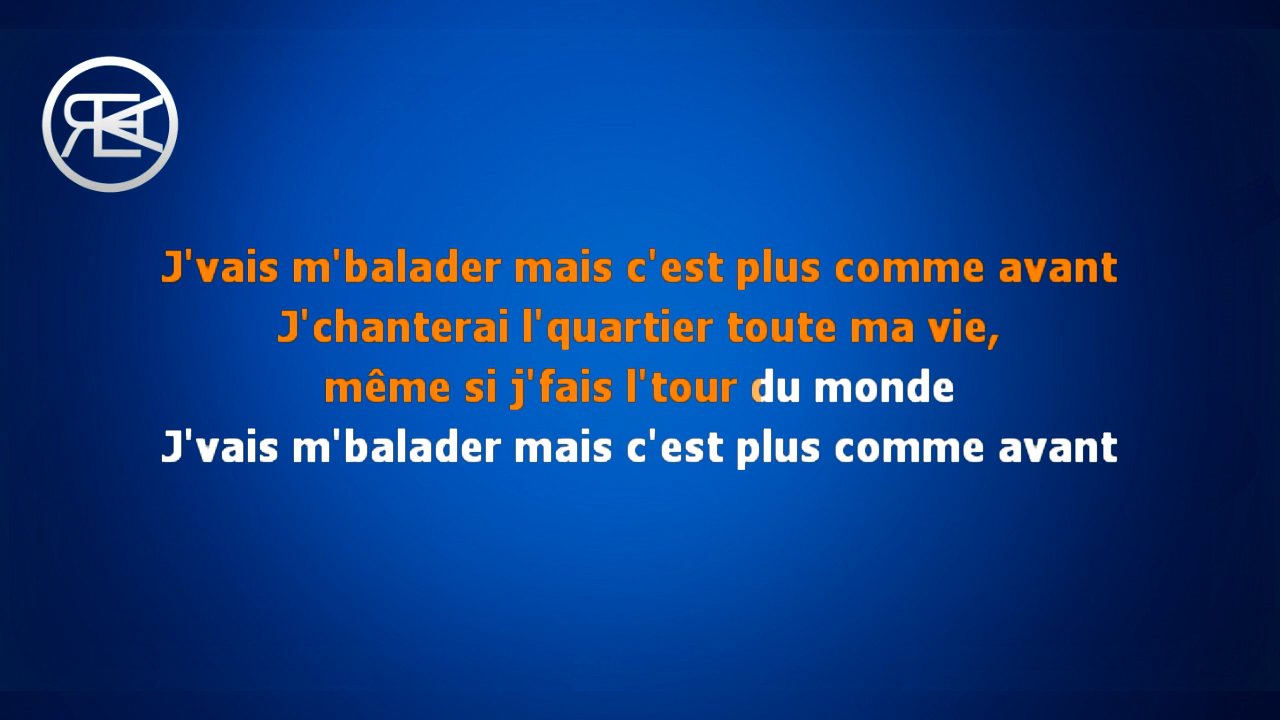 J'vais m'balader mais c'est plus comme avant
J'chanterai l'quartier toute ma vie,
même si j'fais l'tour du monde
J'vais m'balader mais c'est plus comme avant